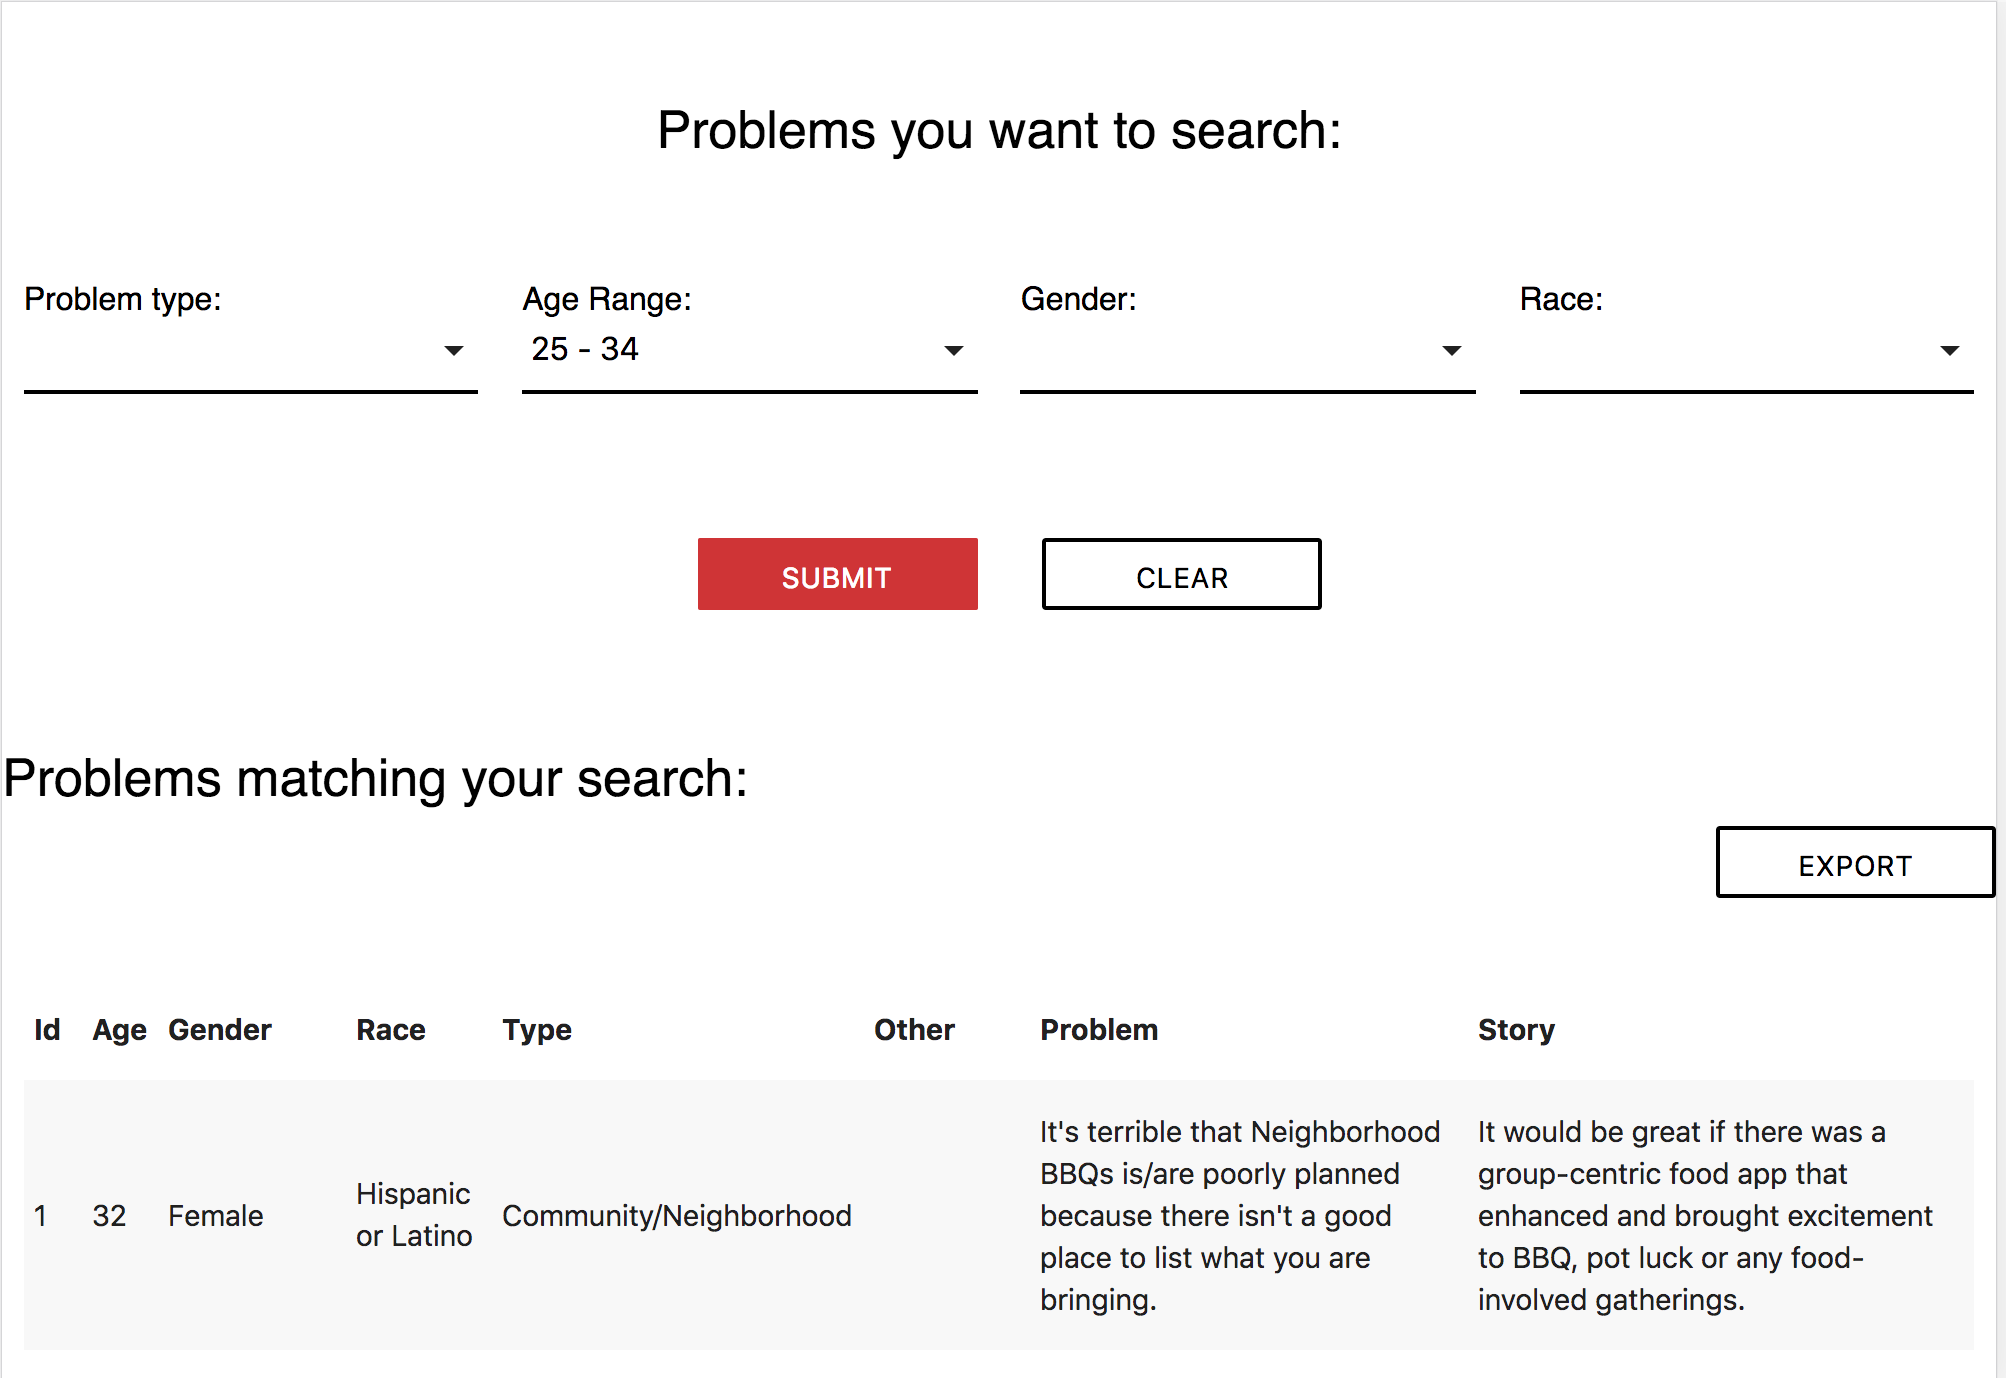 Problems you want to search:
Problem type:
Age Range:
Gender:
Race:
25 - 34
SUBMIT
CLEAR
Problems matching your search:
EXPORT
Id Age Gender Race Type Other Problem Story
1 32 Female
Hispanic
or Latino
Community/Neighborhood
It's terrible that Neighborhood
BBQs is/are poorly planned
because there isn't a good
place to list what you are
bringing.
It would be great if there was a
group-centric food app that
enhanced and brought excitement
to BBQ, pot luck or any food-
involved gatherings.